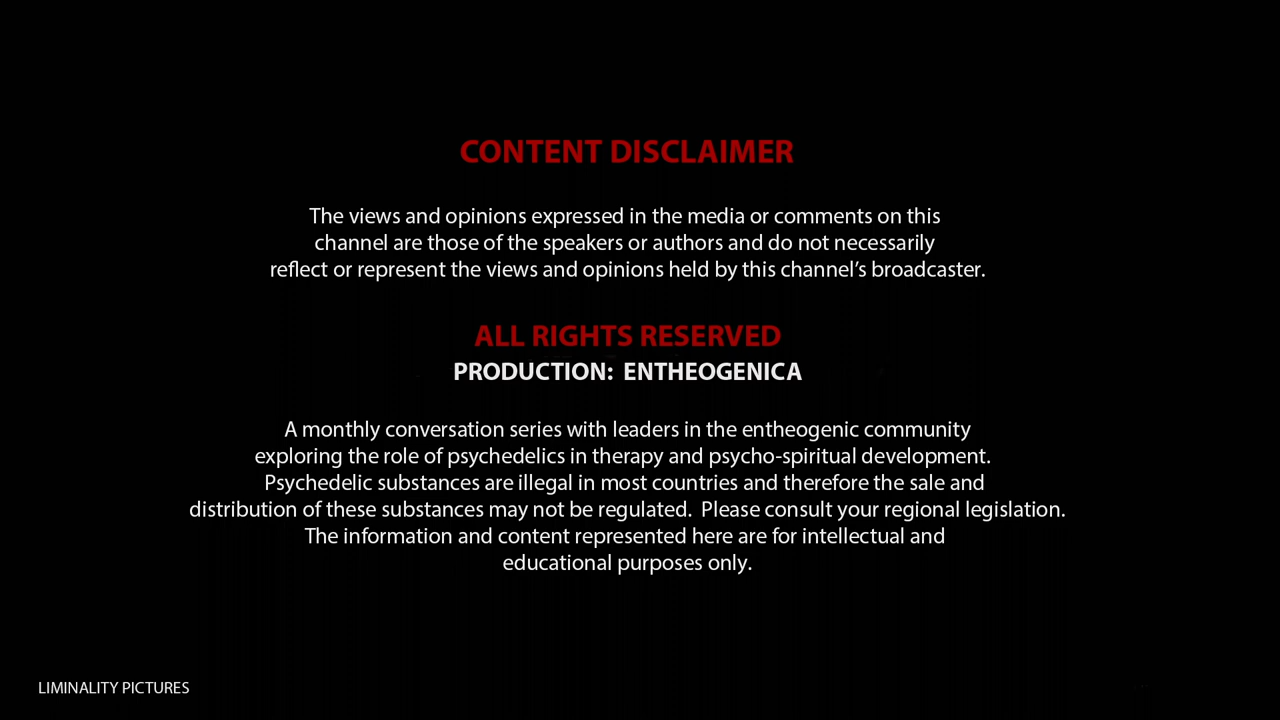 CONTENT DISCLAIMER
The views and opinions expressed in the media or comments on this
channel are those of the speakers or authors and do not necessarily
reflect or represent the views and opinions held by this channel’s broadcaster.
ALL RIGHTS RESERVED
PRODUCTION: ENTHEOGENICA
A monthly conversation series with leaders in the entheogenic community
exploring the role of psychedelics in therapy and psycho-spiritual development.
Psychedelic substances are illegal in most countries and therefore the sale and
distribution of these substances may not be regulated. Please consult your regional legislation.
The information and content represented here are for intellectual and
educational purposes only.
LIMINALITY PICTURES